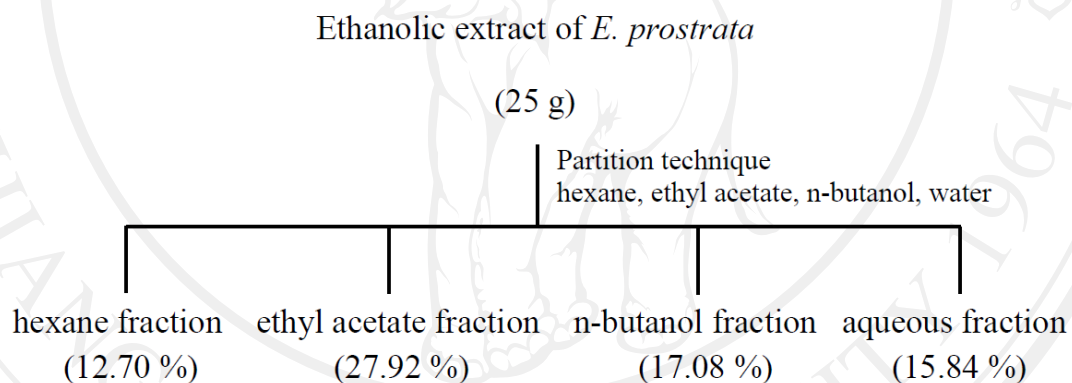 Ethanolic extract of E. prostrata
(25 g)
Partition technique
hexane, ethyl acetate, n-butanol, water
hexane fraction ethyl acetate fraction n-butanol fraction aqueous fraction
(12.70 %) (27.92 %) (17.08 %) (15.84 %)
1964